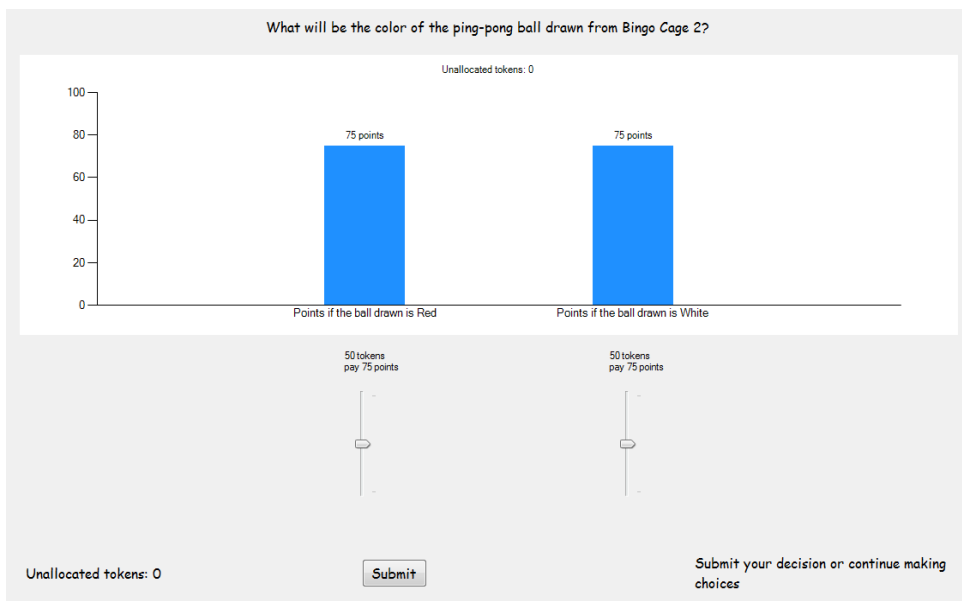 What will be the color of the ping-pong ball drawn from Bingo Cage 2?
Unallocated tokens: 0
100
80
60
40
20
0
75 points
75 points
Points if the ball drawn is Red
Points if the ball drawn is White
50 tokens
pay 75 points
50 tokens
pay 75 points
Unallocated tokens: 0
Submit
Submit your decision or continue making
choices